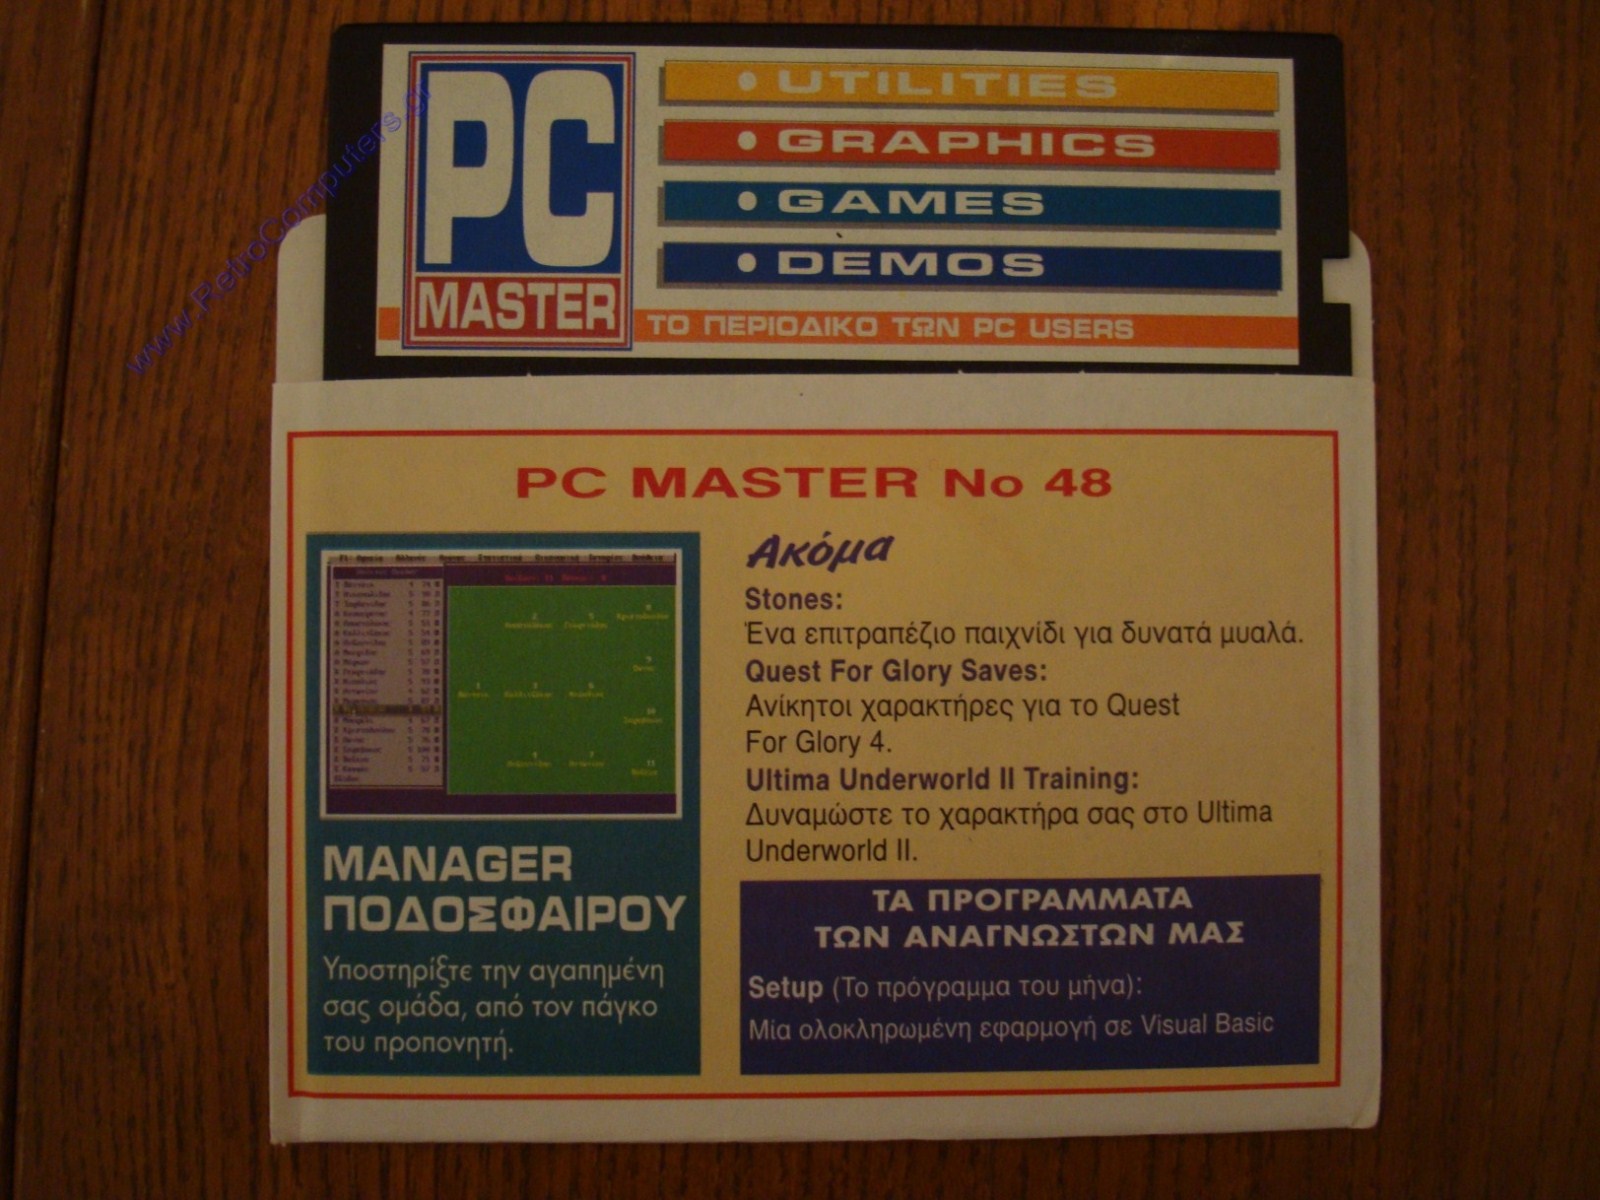 PC
MASTER
• UTILITIES
• GRAPHICS
• GAMES
• DEMOS
ΤΟ ΠΕΡΙΟΔΙΚΟ ΤΩΝ PC USERS
www.RetroComputers.gr
PC MASTER No 48
MANAGER
ΠΟΔΟΣΦΑΙΡΟΥ
Υποστηρίξτε την αγαπημένη
σας ομάδα, από τον πάγκο
του προπονητή.
Ακόμα
Stones:
Ένα επιτραπέζιο παιχνίδι για δυνατά μυαλά.
Quest For Glory Saves:
Ανίκητοι χαρακτήρες για το Quest
For Glory 4.
Ultima Underworld II Training:
Δυναμώστε το χαρακτήρα σας στο Ultima
Underworld II.
ΤΑ ΠΡΟΓΡΑΜΜΑΤΑ
ΤΩΝ ΑΝΑΓΝΩΣΤΩΝ ΜΑΣ
Setup (Το πρόγραμμα του μήνα):
Μία ολοκληρωμένη εφαρμογή σε Visual Basic